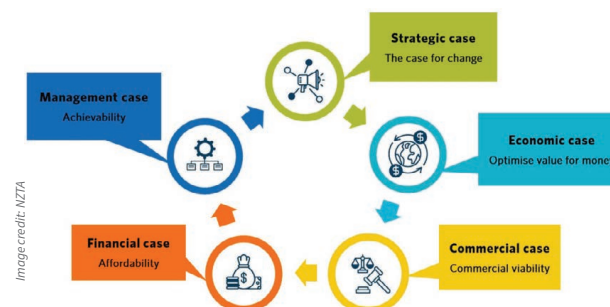 Strategic case
The case for change
Economic case
Optimise value for money
Commercial case
Commercial viability
Financial case
Affordability
Management case
Achievability
Image credit: NZTA